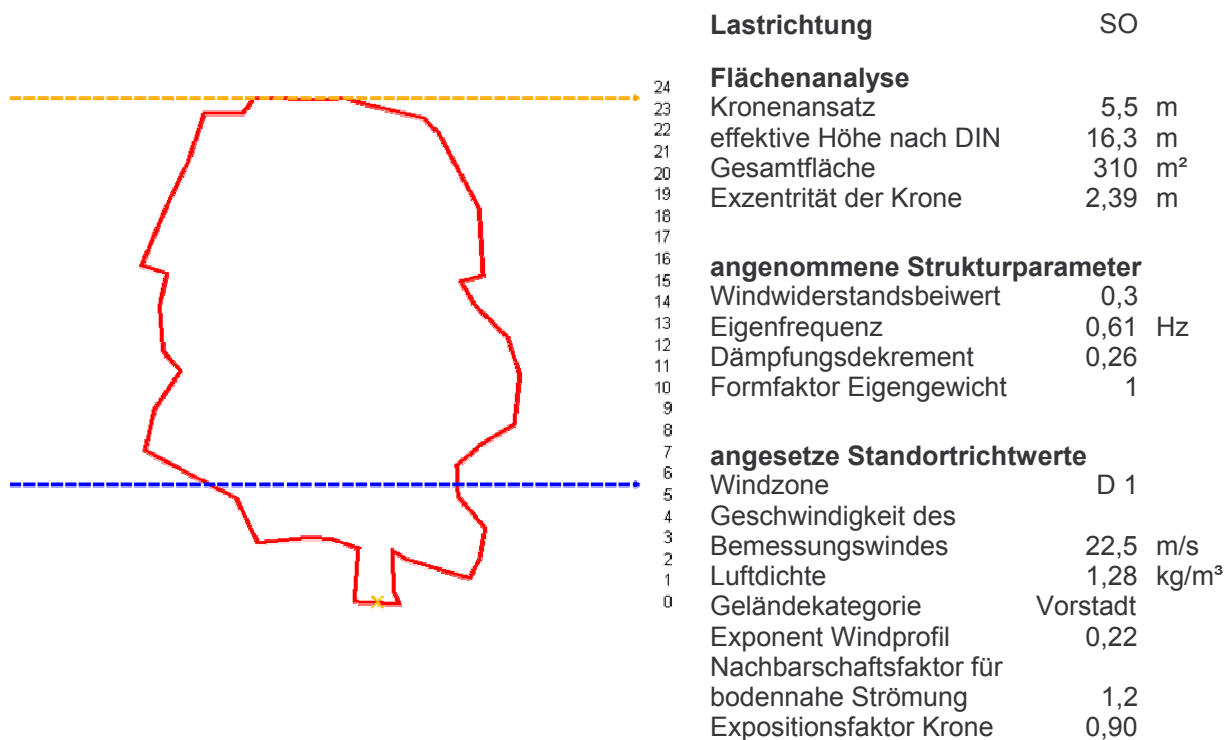 Lastrichtung SO
Flächenanalyse
Kronenansatz 5,5 m
effektive Höhe nach DIN 16,3 m
Gesamtfläche 310 m²
Exzentrität der Krone 2,39 m
angenommene Strukturparameter
Windwiderstandsbeiwert 0,3
Eigenfrequenz 0,61 Hz
Dämpfungsdekrement 0,26
Formfaktor Eigengewicht 1
angesetze Standortrichtwerte
Windzone D 1
Geschwindigkeit des
Bemessungswindes 22,5 m/s
Luftdichte 1,28 kg/m³
Geländekategorie Vorstadt
Exponent Windprofil 0,22
Nachbarschaftsfaktor für
bodennahe Strömung 1,2
Expositionsfaktor Krone 0,90
24
23
22
21
20
19
18
17
16
15
14
13
12
11
10
9
8
7
6
5
4
3
2
1
0